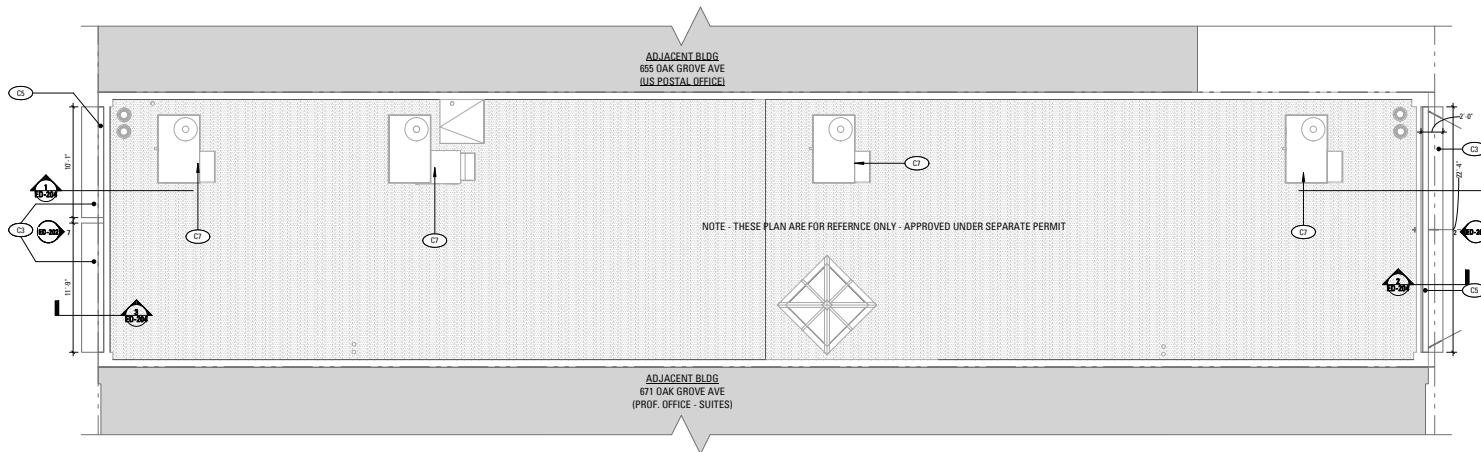 ADJACENT BLDG
655 OAK GROVE AVE
(US POSTAL OFFICE)
C5
2'-0"
C3
10'-1"
C7
22'-4"
1
ED-204
C3
ED-202
7
C7
C7
NOTE - THESE PLAN ARE FOR REFERNCE ONLY - APPROVED UNDER SEPARATE PERMIT
C7
2
11'-9"
2
ED-204
C5
3
ED-204
ADJACENT BLDG
671 OAK GROVE AVE
(PROF. OFFICE - SUITES)